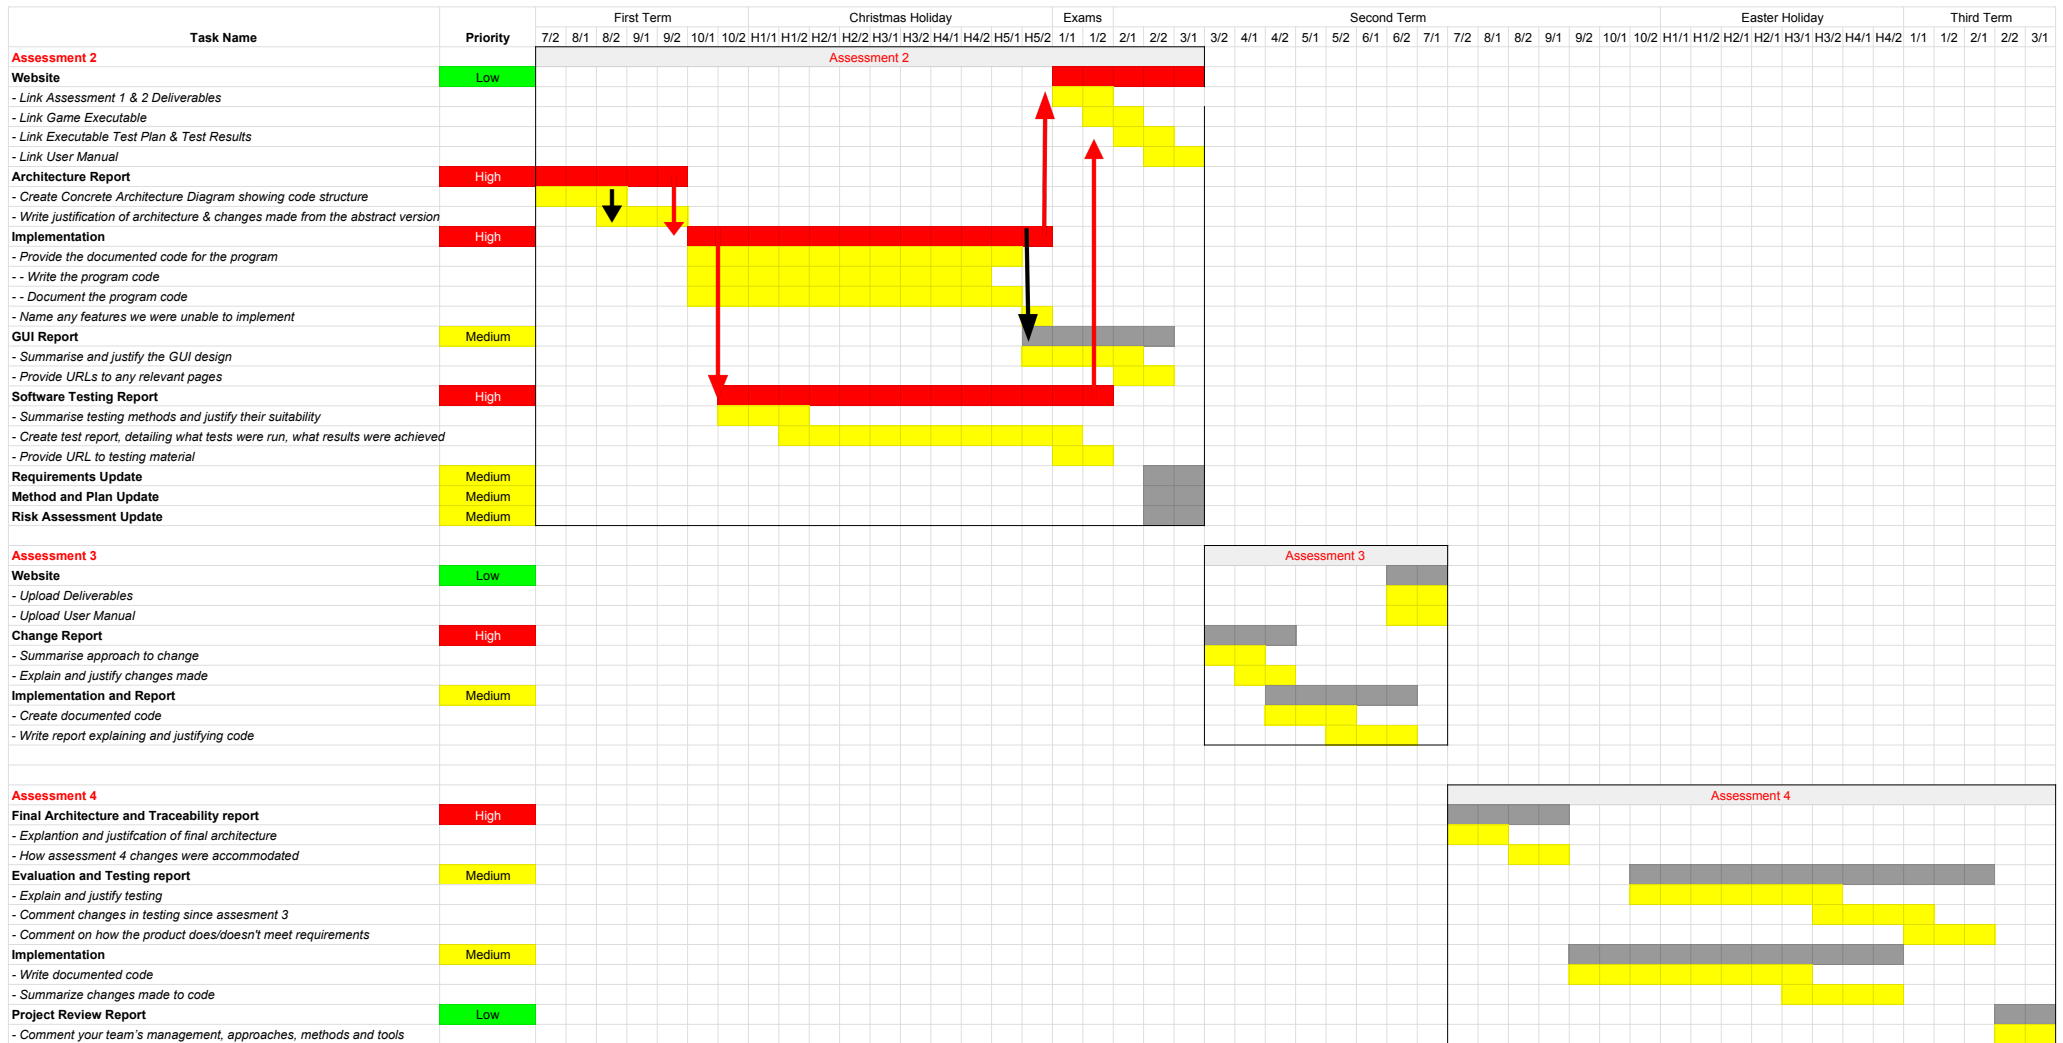 First Term Christmas Holiday Exams Second Term Easter Holiday Third Term
Task Name Priority 7/2 8/1 8/2 9/1 9/2 10/1 10/2 H1/1 H1/2 H2/1 H2/2 H3/1 H3/2 H4/1 H4/2 H5/1 H5/2 1/1 1/2 2/1 2/2 3/1 3/2 4/1 4/2 5/1 5/2 6/1 6/2 7/1 7/2 8/1 8/2 9/1 9/2 10/1 10/2 H1/1 H1/2 H2/1 H2/1 H3/1 H3/2 H4/1 H4/2 1/1 1/2 2/1 2/2 3/1
Assessment 2 Assessment 2
Website Low
- Link Assessment 1 & 2 Deliverables
- Link Game Executable
- Link Executable Test Plan & Test Results
- Link User Manual
Architecture Report High
- Create Concrete Architecture Diagram showing code structure
- Write justification of architecture & changes made from the abstract version
Implementation High
- Provide the documented code for the program
- - Write the program code
- - Document the program code
- Name any features we were unable to implement
GUI Report Medium
- Summarise and justify the GUI design
- Provide URLs to any relevant pages
Software Testing Report High
- Summarise testing methods and justify their suitability
- Create test report, detailing what tests were run, what results were achieved
- Provide URL to testing material
Requirements Update Medium
Method and Plan Update Medium
Risk Assessment Update Medium
Assessment 3 Assessment 3
Website Low
- Upload Deliverables
- Upload User Manual
Change Report High
- Summarise approach to change
- Explain and justify changes made
Implementation and Report Medium
- Create documented code
- Write report explaining and justifying code
Assessment 4 Assessment 4
Final Architecture and Traceability report High
- Explantion and justifcation of final architecture
- How assessment 4 changes were accommodated
Evaluation and Testing report Medium
- Explain and justify testing
- Comment changes in testing since assesment 3
- Comment on how the product does/doesn't meet requirements
Implementation Medium
- Write documented code
- Summarize changes made to code
Project Review Report Low
- Comment your team's management, approaches, methods and tools